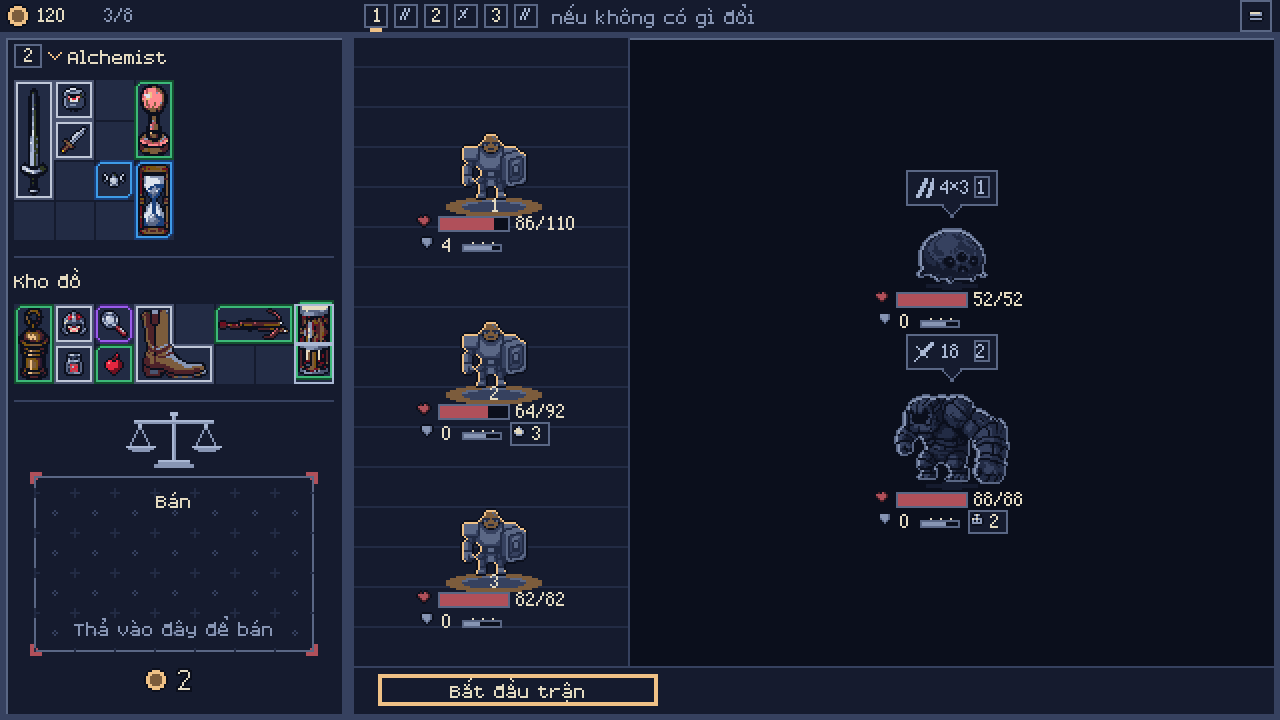 120 3/8
1 2 3 nếu không có gì đổi
2 Alchemist
Kho đồ
Bán
Thả vào đây để bán
2
1
86/110
4
2
64/92
0 3
3
82/82
0
4×3 1
52/52
0
18 2
88/88
0 2
Bắt đầu trận